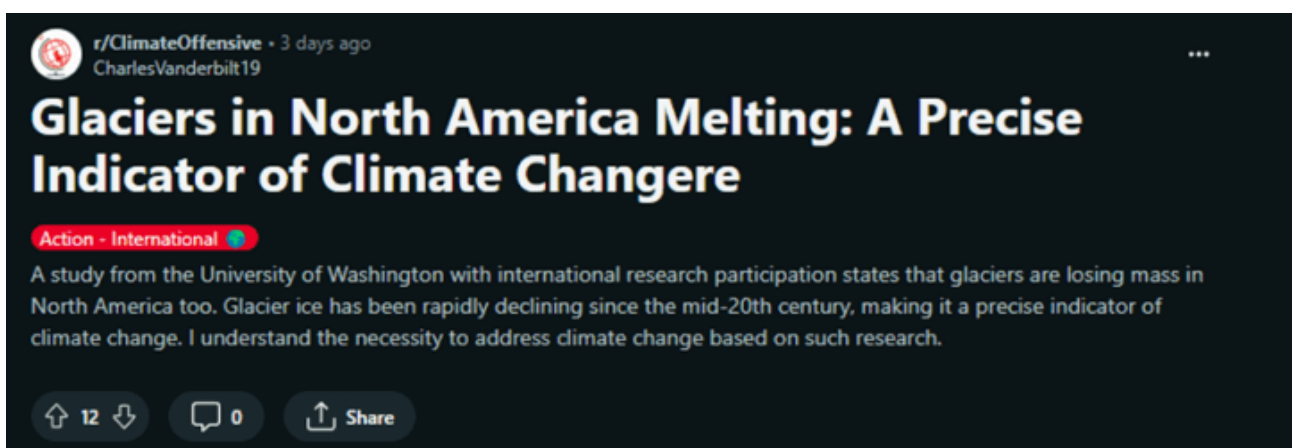 r/ClimateOffensive • 3 days ago
CharlesVanderbilt19
Glaciers in North America Melting: A Precise
Indicator of Climate Changere
Action - International 🌍
A study from the University of Washington with international research participation states that glaciers are losing mass in
North America too. Glacier ice has been rapidly declining since the mid-20th century, making it a precise indicator of
climate change. I understand the necessity to address climate change based on such research.
12 0 Share